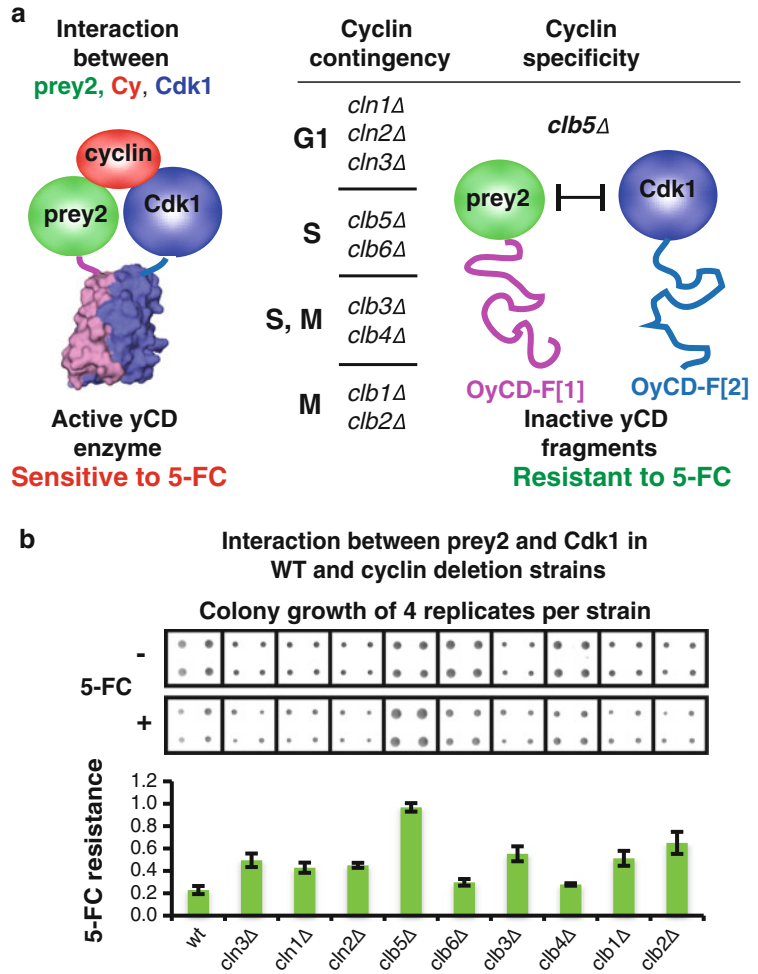 a
Interaction
between
prey2, Cy, Cdk1
cyclin
prey2
Cdk1
Active yCD
enzyme
Sensitive to 5-FC
Cyclin
contingency
G1
cln1Δ
cln2Δ
cln3Δ
S
clb5Δ
clb6Δ
S, M
clb3Δ
clb4Δ
M
clb1Δ
clb2Δ
Cyclin
specificity
clb5Δ
prey2
Cdk1
OyCD-F[1]
OyCD-F[2]
Inactive yCD
fragments
Resistant to 5-FC
b
Interaction between prey2 and Cdk1 in
WT and cyclin deletion strains
Colony growth of 4 replicates per strain
-
5-FC
+
5-FC resistance
1.2
1.0
0.8
0.6
0.4
0.2
0.0
wt
cln3Δ
cln1Δ
cln2Δ
clb5Δ
clb6Δ
clb3Δ
clb4Δ
clb1Δ
clb2Δ